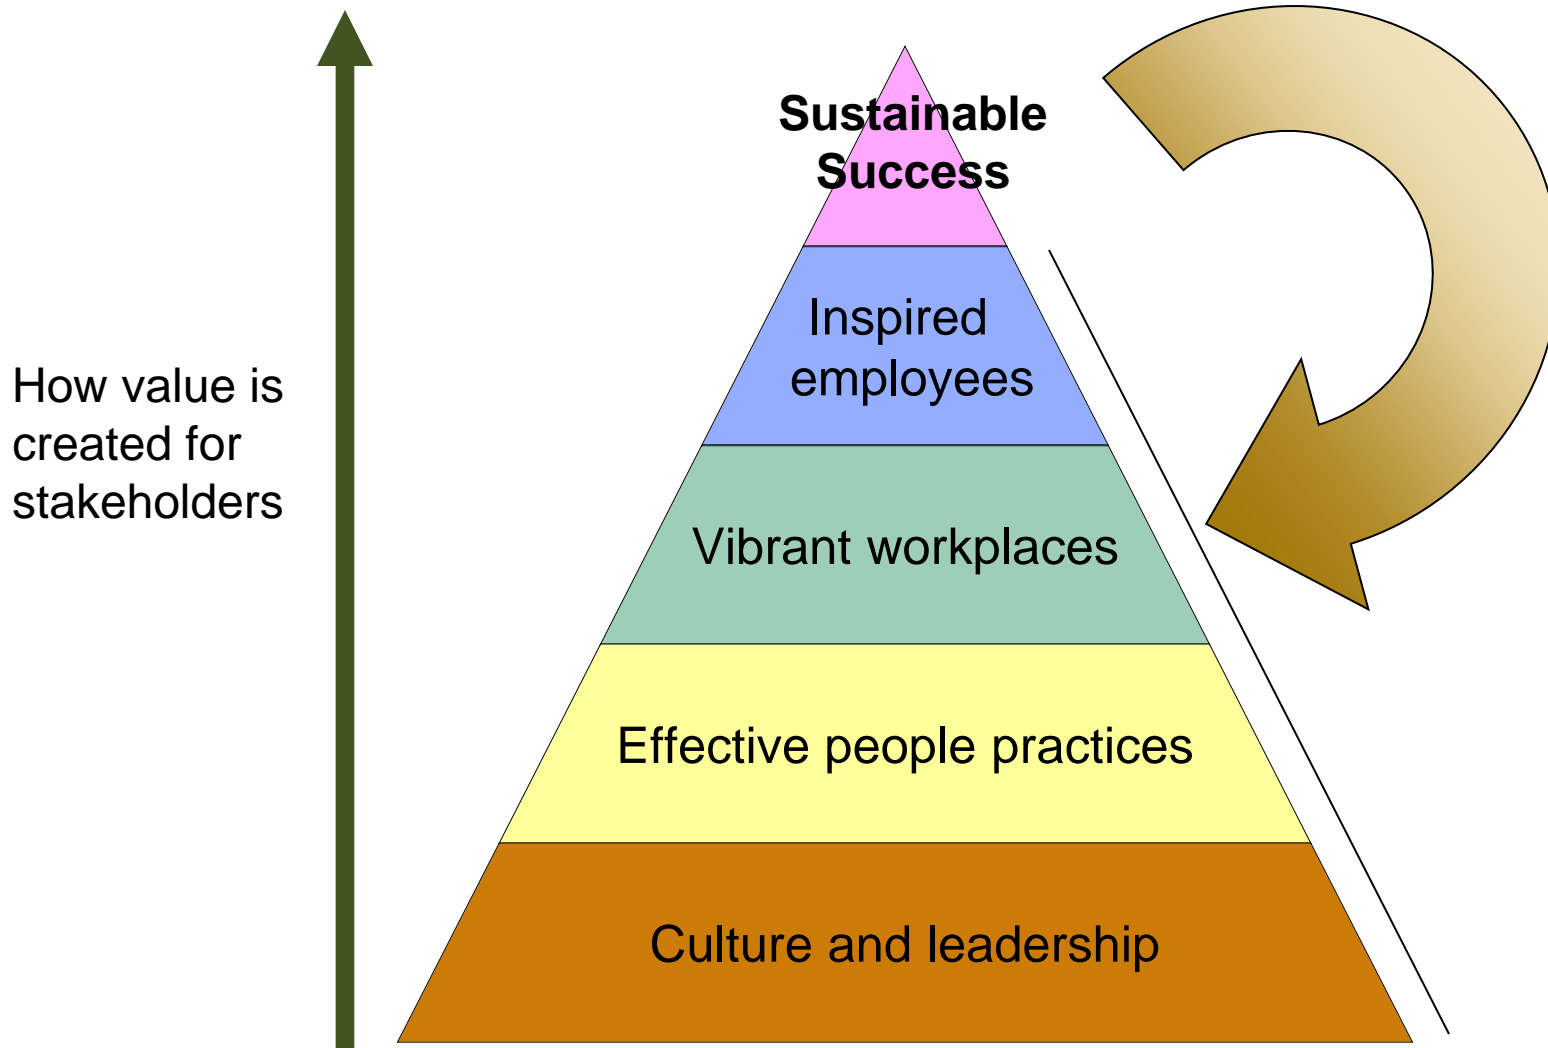 Sustainable
Success
Inspired
employees
How value is
created for
stakeholders
Vibrant workplaces
Effective people practices
Culture and leadership